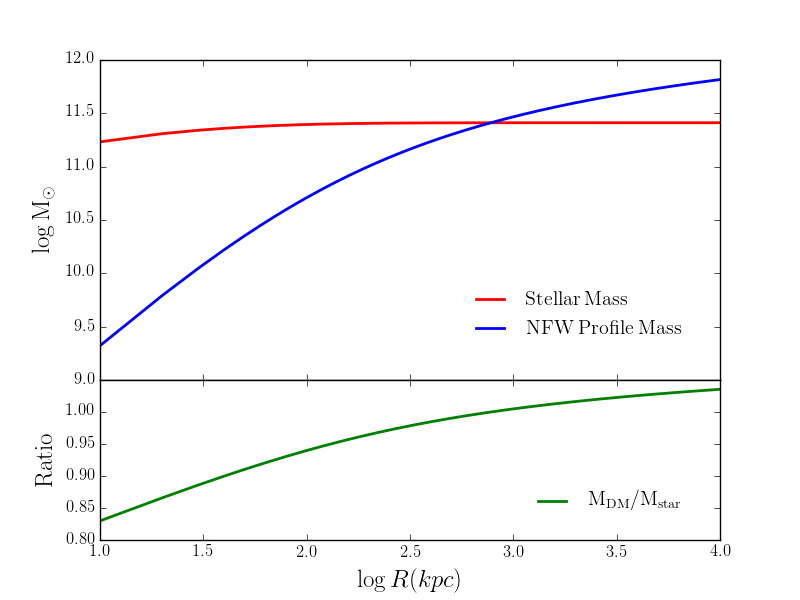 12.0
11.5
11.0
10.5
10.0
9.5
9.0
log M⊙
Stellar Mass
NFW Profile Mass
1.00
0.95
0.90
0.85
0.80
Ratio
M_DM/M_star
1.0 1.5 2.0 2.5 3.0 3.5 4.0
log R(kpc)